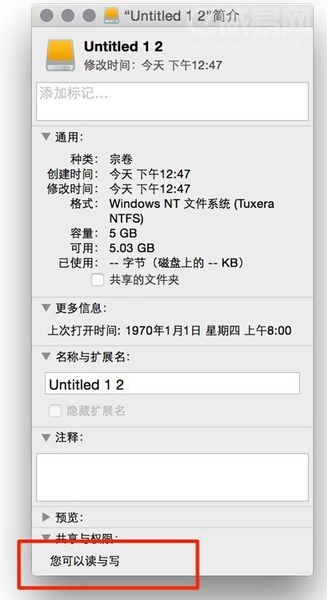 “Untitled 1 2”简介
Untitled 1 2
修改时间：今天 下午12:47
添加标记…
通用：
种类： 宗卷
创建时间： 今天 下午12:47
修改时间： 今天 下午12:47
格式： Windows NT 文件系统 (Tuxera
NTFS)
容量： 5 GB
可用： 5.03 GB
已使用： -- 字节（磁盘上的 -- KB）
共享的文件夹
更多信息：
上次打开时间: 1970年1月1日 星期四 上午8:00
名称与扩展名：
Untitled 1 2
隐藏扩展名
注释：
预览：
共享与权限：
您可以读与写